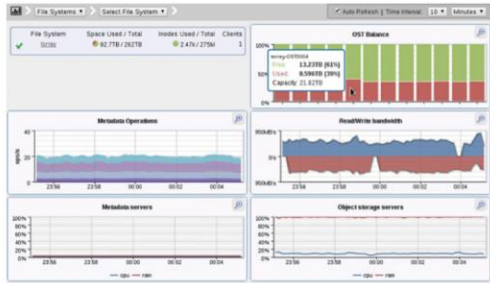 File Systems
Select File System
Auto Refresh | Time Interval: 10 Minutes
File System Space Used / Total Inodes Used / Total Clients
92.7TB / 262TB 2.47k / 275M 1
OST Balance
100%
50%
0%
Free: 13.23TB (61%)
Used: 8.596TB (39%)
Capacity: 21.82TB
Metadata Operations
40
20
0
ops/s
23:56 23:58 00:00 00:02 00:04
Read/Write bandwidth
950MB/s
0/s
950MB/s
23:56 23:58 00:00 00:02 00:04
Metadata servers
100%
80%
60%
40%
20%
0%
23:56 23:58 00:00 00:02 00:04
cpu ram
Object storage servers
100%
80%
60%
40%
20%
0%
23:56 23:58 00:00 00:02 00:04
cpu ram